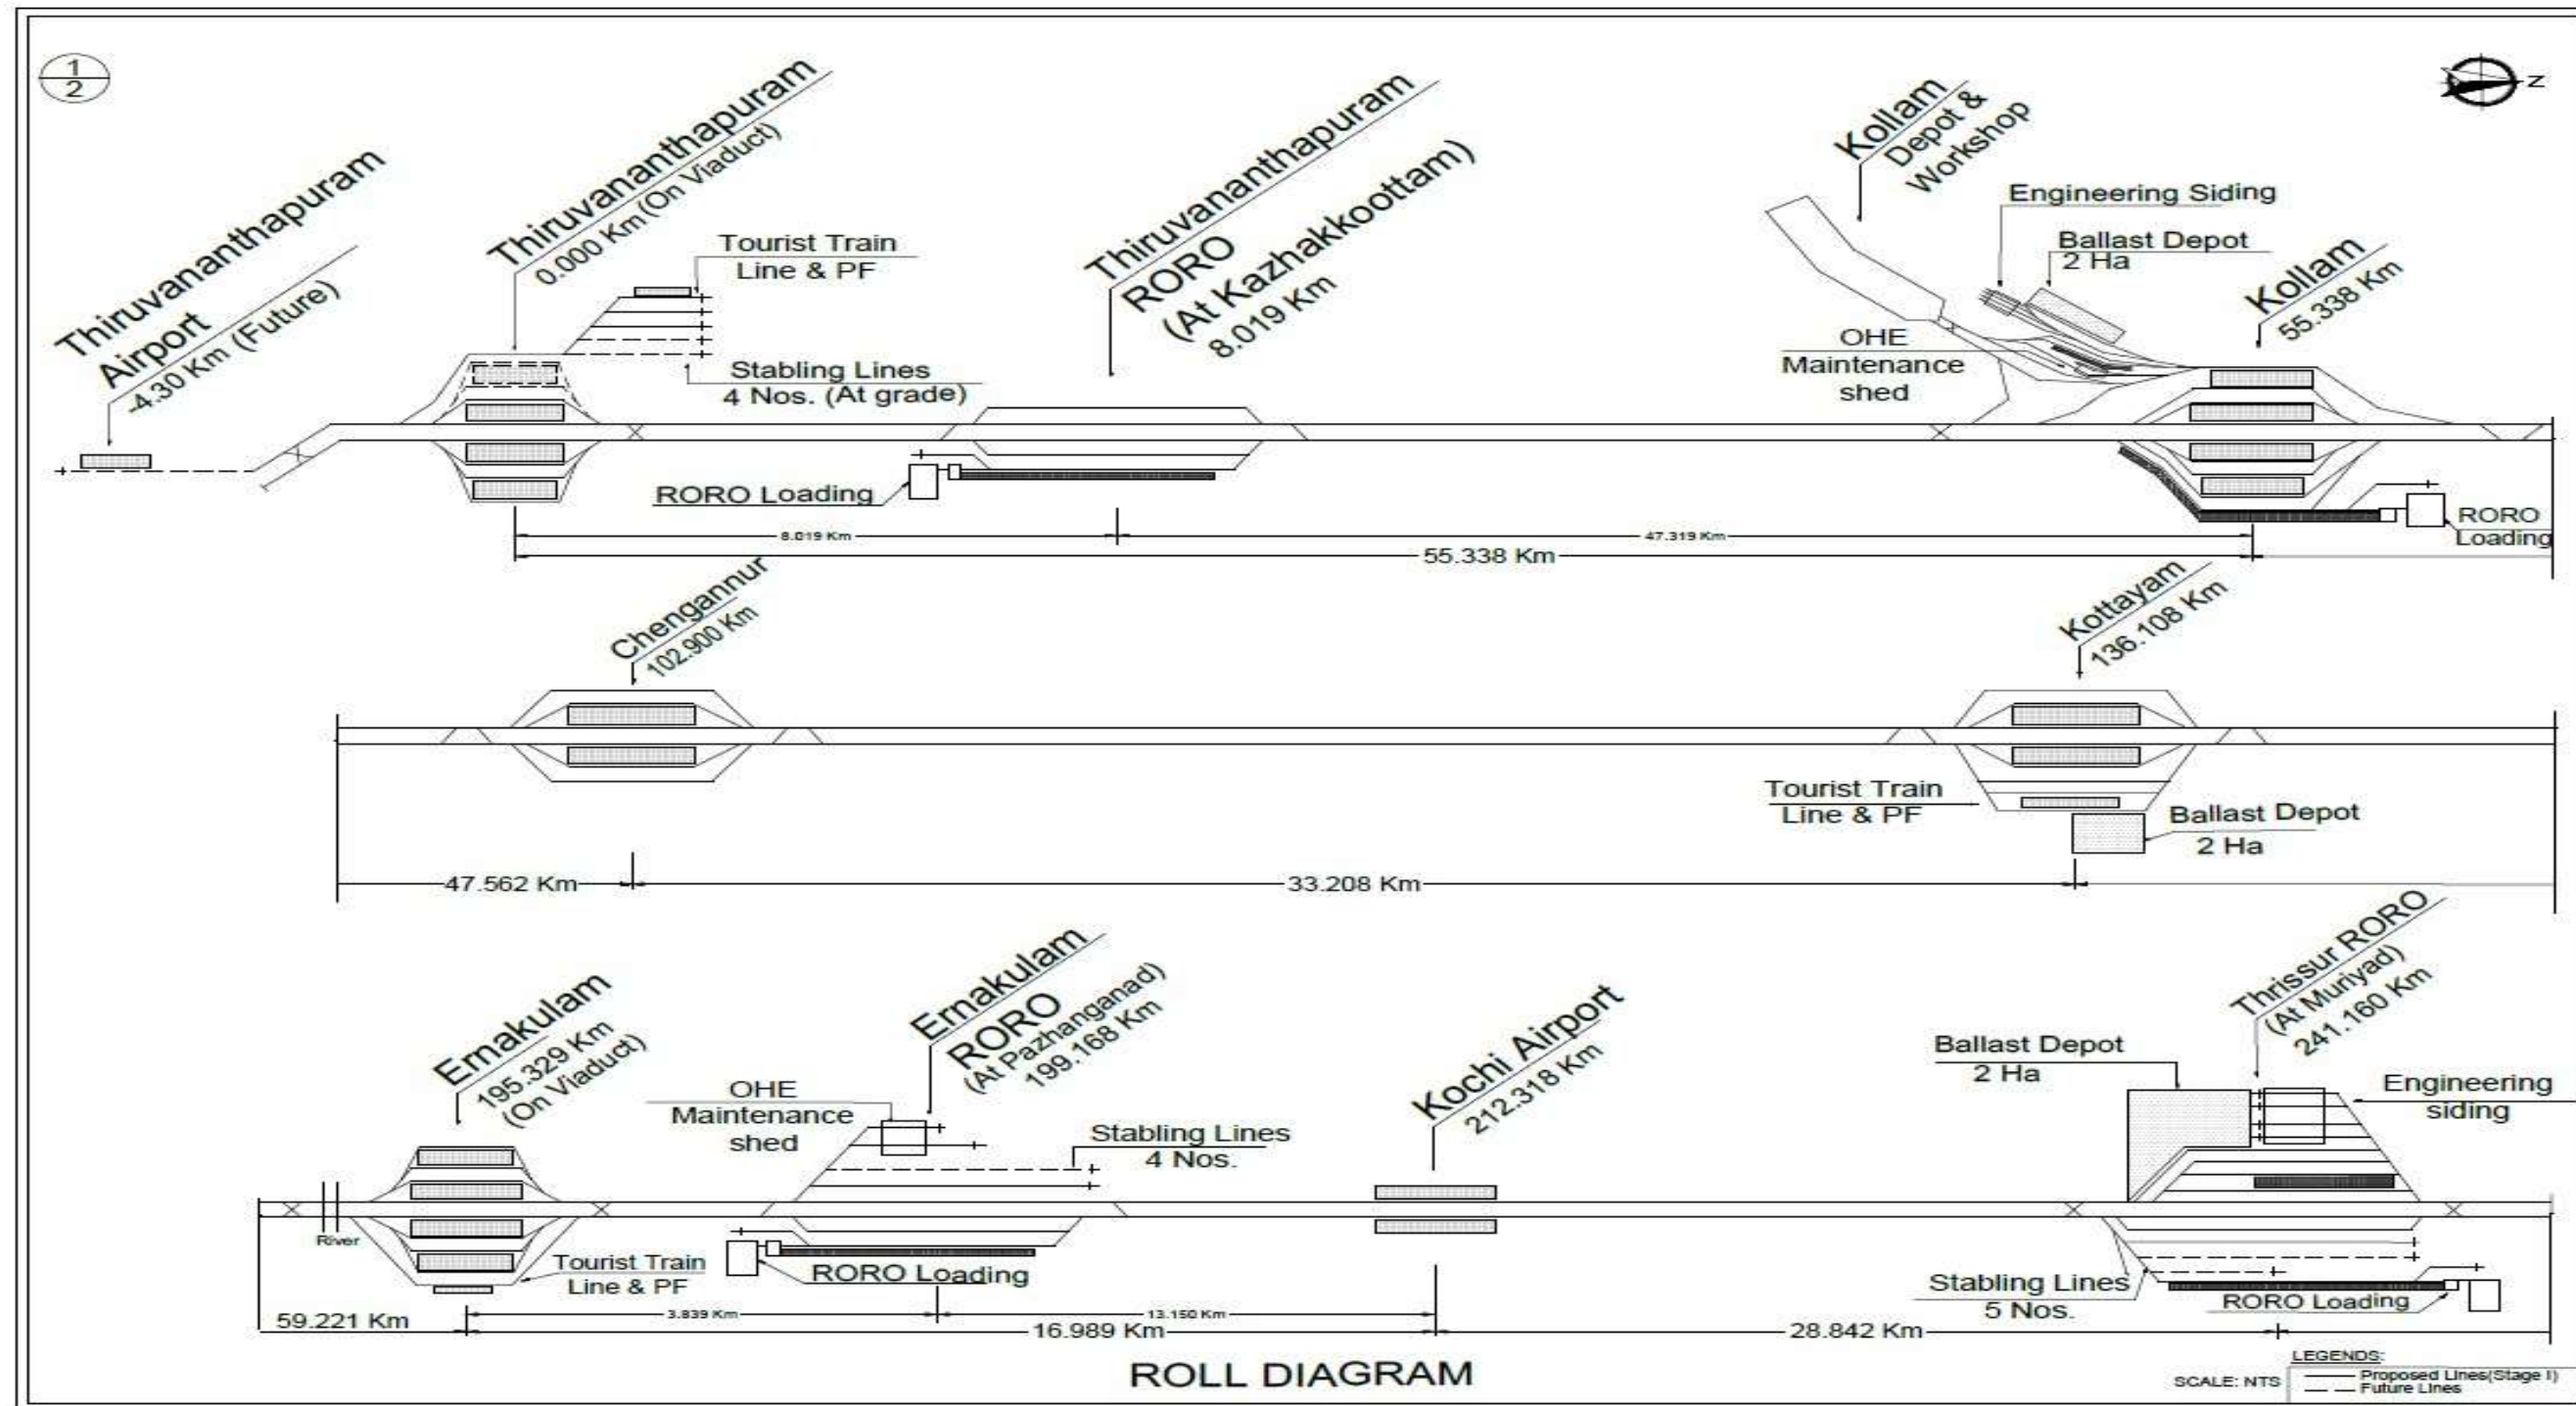 1
2
Thiruvananthapuram
Airport
-4.30 Km (Future)
Thiruvananthapuram
0.000 Km (On Viaduct)
Tourist Train
Line & PF
Stabling Lines
4 Nos. (At grade)
Thiruvananthapuram
RORO
(At Kazhakkoottam)
8.019 Km
RORO Loading
Kollam
Depot &
Workshop
Engineering Siding
Ballast Depot
2 Ha
OHE
Maintenance
shed
Kollam
55.338 Km
RORO
Loading
Z
8.019 Km
47.319 Km
55.338 Km
Chengannur
102.900 Km
Kottayam
136.108 Km
Tourist Train
Line & PF
Ballast Depot
2 Ha
47.562 Km
33.208 Km
Ernakulam
195.329 Km
(On Viaduct)
River
Tourist Train
Line & PF
OHE
Maintenance
shed
Ernakulam
RORO
(At Pazhanganad)
199.168 Km
Stabling Lines
4 Nos.
RORO Loading
Kochi Airport
212.318 Km
Ballast Depot
2 Ha
Thrissur RORO
(At Muriyad)
241.160 Km
Engineering
siding
Stabling Lines
5 Nos.
RORO Loading
59.221 Km
3.839 Km
13.150 Km
16.989 Km
28.842 Km
ROLL DIAGRAM
SCALE: NTS
LEGENDS:
Proposed Lines(Stage I)
Future Lines